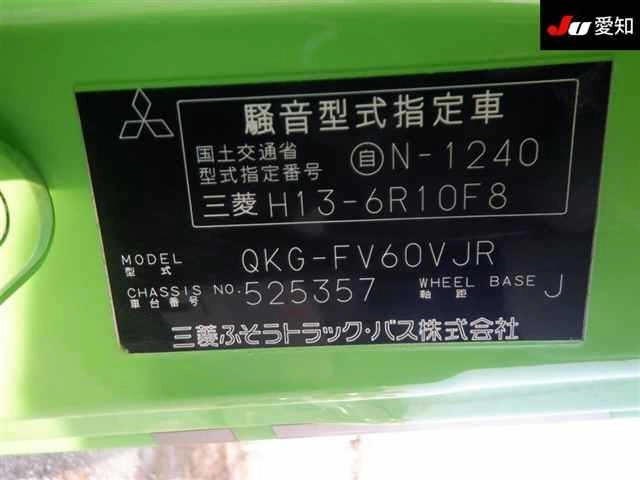 JU 愛知
騒音型式指定車
国土交通省
型式指定番号 自N-1240
三菱 H13-6R10F8
MODEL
型式 QKG-FV60VJR
CHASSIS NO.
車台番号 525357 WHEEL BASE
軸距 J
三菱ふそうトラック・バス株式会社